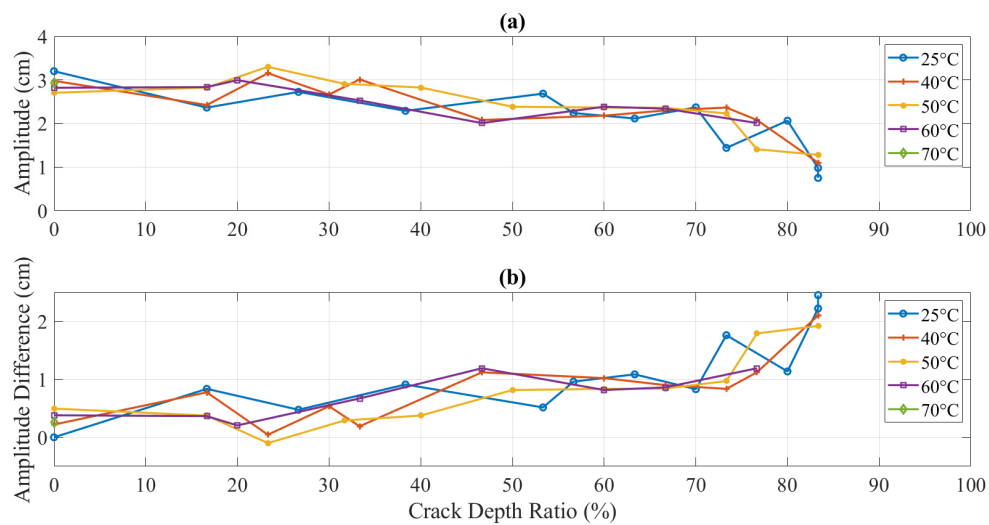 (a)
Amplitude (cm)
4
3
2
1
0
0 10 20 30 40 50 60 70 80 90 100
25°C
40°C
50°C
60°C
70°C
(b)
Amplitude Difference (cm)
2
1
0
0 10 20 30 40 50 60 70 80 90 100
25°C
40°C
50°C
60°C
70°C
Crack Depth Ratio (%)